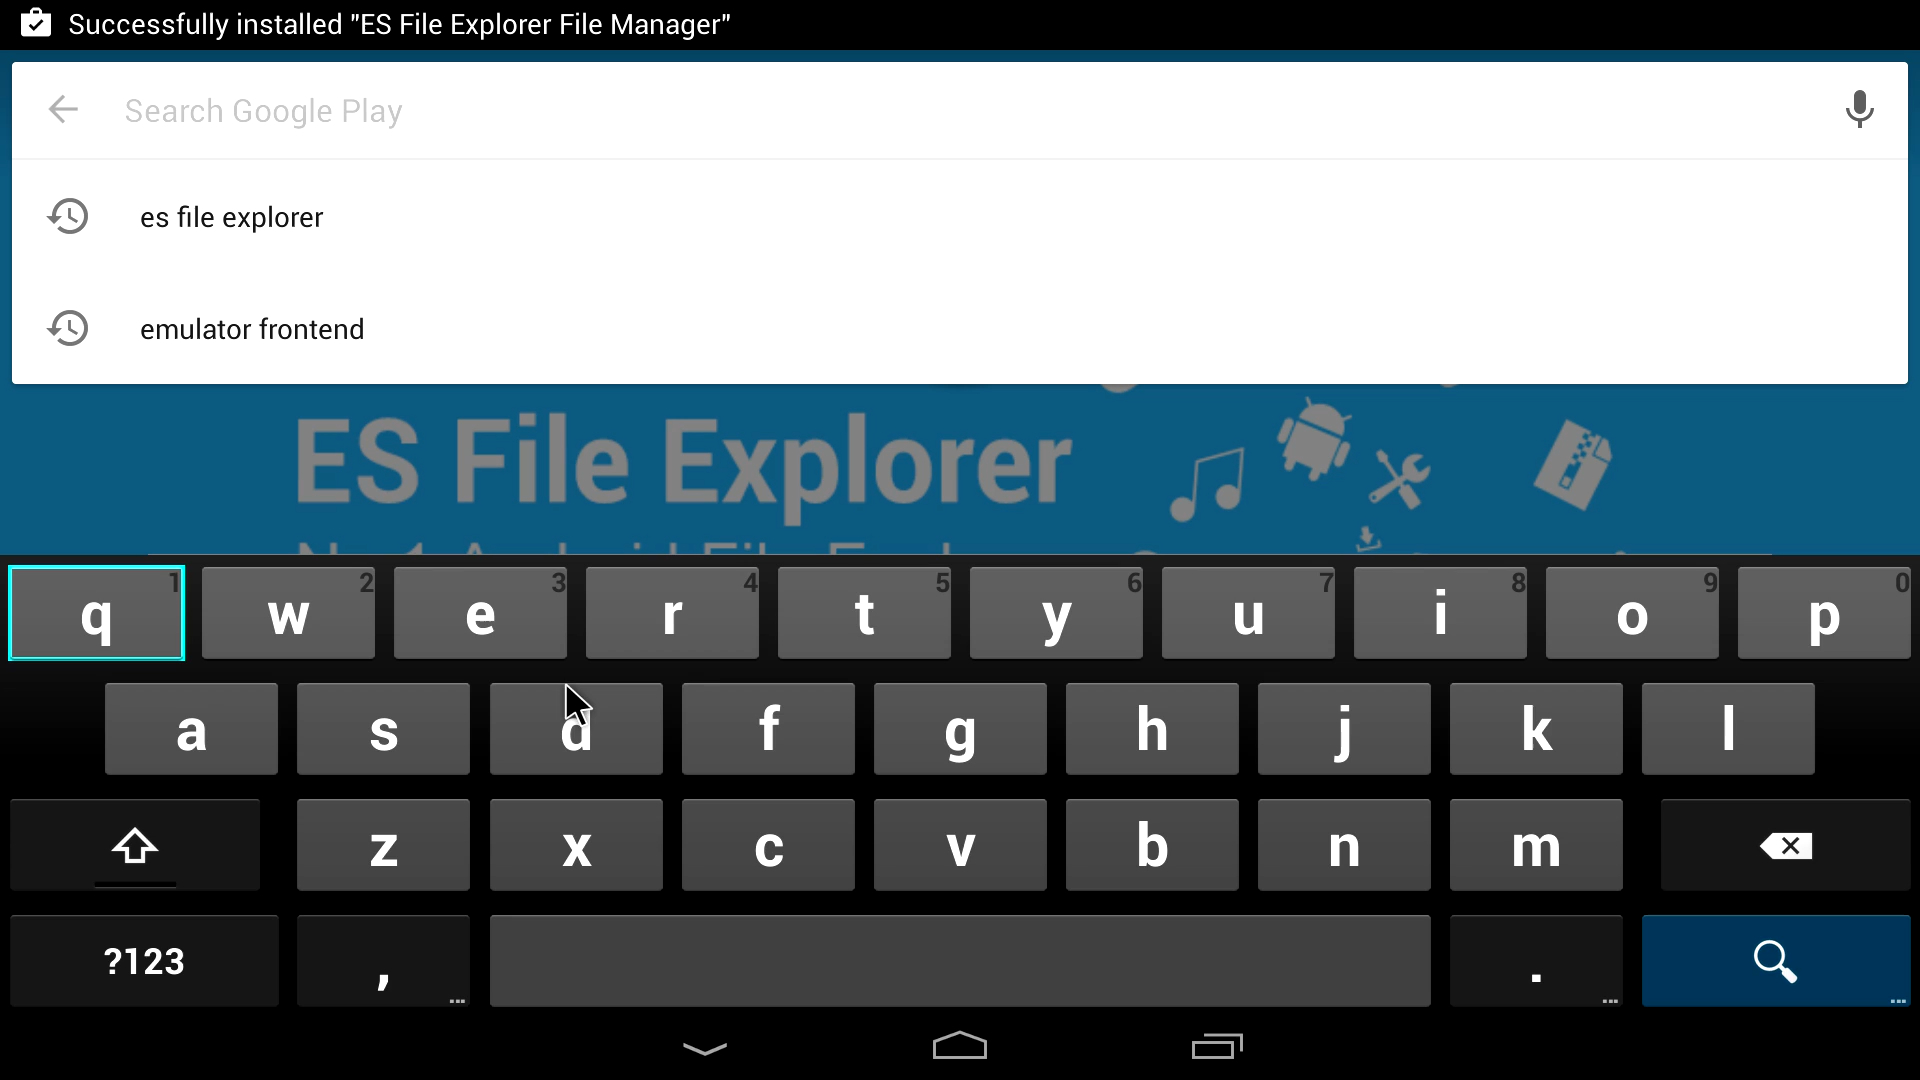 Successfully installed "ES File Explorer File Manager"
Search Google Play
es file explorer
emulator frontend
ES File Explorer
q 1 w 2 e 3 r 4 t 5 y 6 u 7 i 8 o 9 p 0
a s d f g h j k l
z x c v b n m
?123 , ... . ... ...